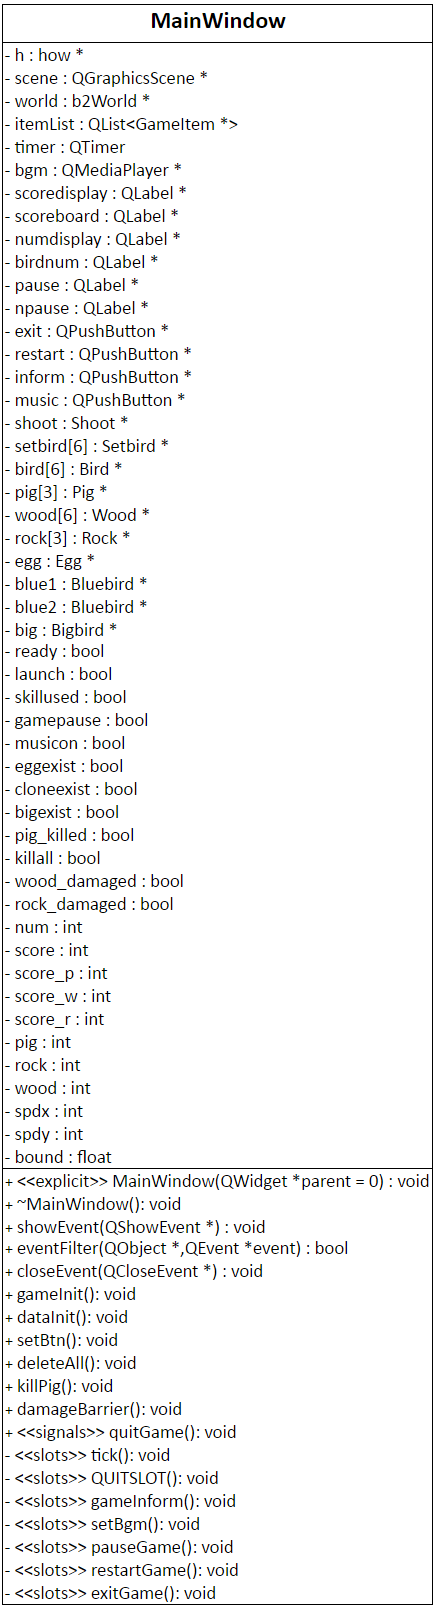 MainWindow
- h : how *
- scene : QGraphicsScene *
- world : b2World *
- itemList : QList<GameItem *>
- timer : QTimer
- bgm : QMediaPlayer *
- scoredisplay : QLabel *
- scoreboard : QLabel *
- numdisplay : QLabel *
- birdnum : QLabel *
- pause : QLabel *
- npause : QLabel *
- exit : QPushButton *
- restart : QPushButton *
- inform : QPushButton *
- music : QPushButton *
- shoot : Shoot *
- setbird[6] : Setbird *
- bird[6] : Bird *
- pig[3] : Pig *
- wood[6] : Wood *
- rock[3] : Rock *
- egg : Egg *
- blue1 : Bluebird *
- blue2 : Bluebird *
- big : Bigbird *
- ready : bool
- launch : bool
- skillused : bool
- gamepause : bool
- musicon : bool
- eggexist : bool
- cloneexist : bool
- bigexist : bool
- pig_killed : bool
- killall : bool
- wood_damaged : bool
- rock_damaged : bool
- num : int
- score : int
- score_p : int
- score_w : int
- score_r : int
- pig : int
- rock : int
- wood : int
- spdx : int
- spdy : int
- bound : float
+ <<explicit>> MainWindow(QWidget *parent = 0) : void
+ ~MainWindow(): void
+ showEvent(QShowEvent *) : void
+ eventFilter(QObject *,QEvent *event) : bool
+ closeEvent(QCloseEvent *) : void
+ gameInit(): void
+ dataInit(): void
+ setBtn(): void
+ deleteAll(): void
+ killPig(): void
+ damageBarrier(): void
+ <<signals>> quitGame(): void
- <<slots>> tick(): void
- <<slots>> QUITSLOT(): void
- <<slots>> gameInform(): void
- <<slots>> setBgm(): void
- <<slots>> pauseGame(): void
- <<slots>> restartGame(): void
- <<slots>> exitGame(): void